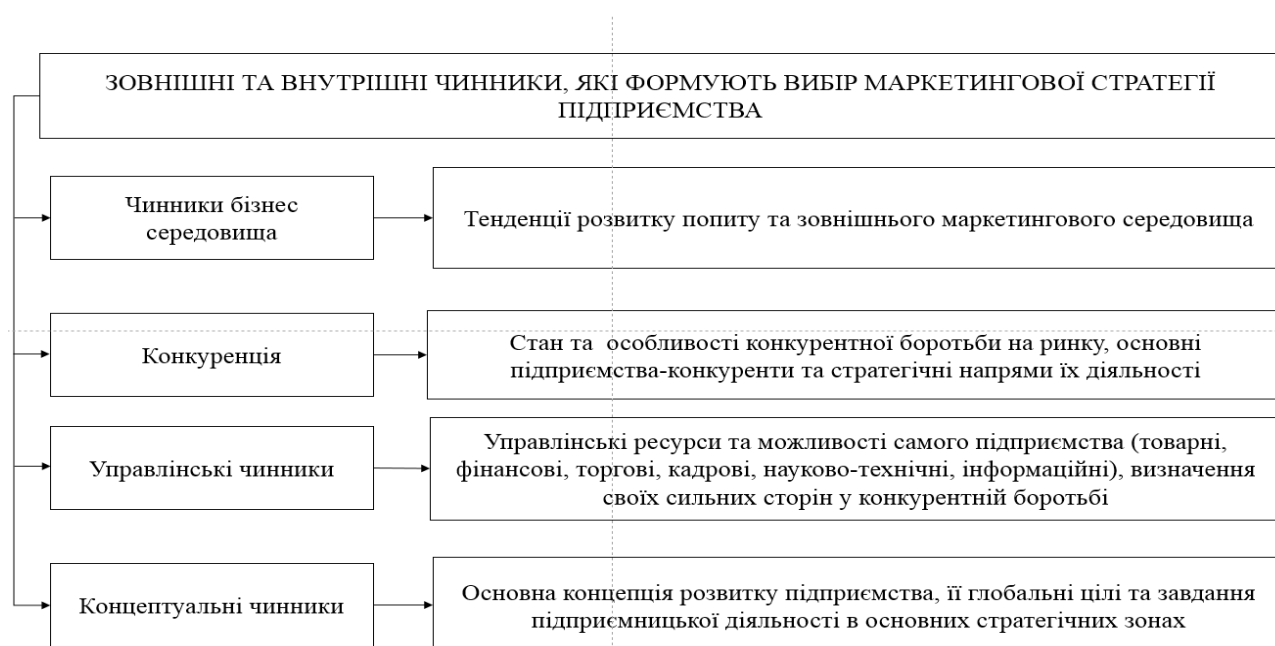 ЗОВНІШНІ ТА ВНУТРІШНІ ЧИННИКИ, ЯКІ ФОРМУЮТЬ ВИБІР МАРКЕТИНГОВОЇ СТРАТЕГІЇ
ПІДПРИЄМСТВА
Чинники бізнес
середовища
Тенденції розвитку попиту та зовнішнього маркетингового середовища
Конкуренція
Стан та особливості конкурентної боротьби на ринку, основні
підприємства-конкуренти та стратегічні напрями їх діяльності
Управлінські чинники
Управлінські ресурси та можливості самого підприємства (товарні,
фінансові, торгові, кадрові, науково-технічні, інформаційні), визначення
своїх сильних сторін у конкурентній боротьбі
Концептуальні чинники
Основна концепція розвитку підприємства, її глобальні цілі та завдання
підприємницької діяльності в основних стратегічних зонах